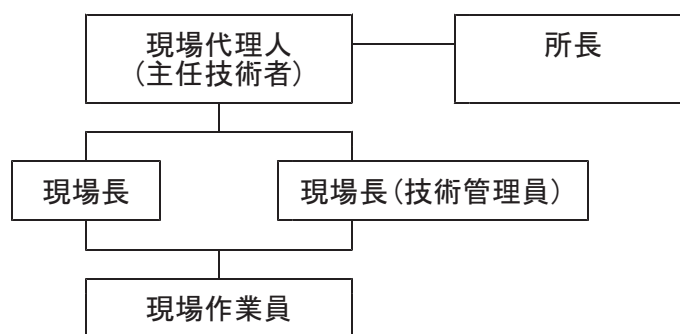 現場代理人
(主任技術者)
所長
現場長
現場長(技術管理員)
現場作業員